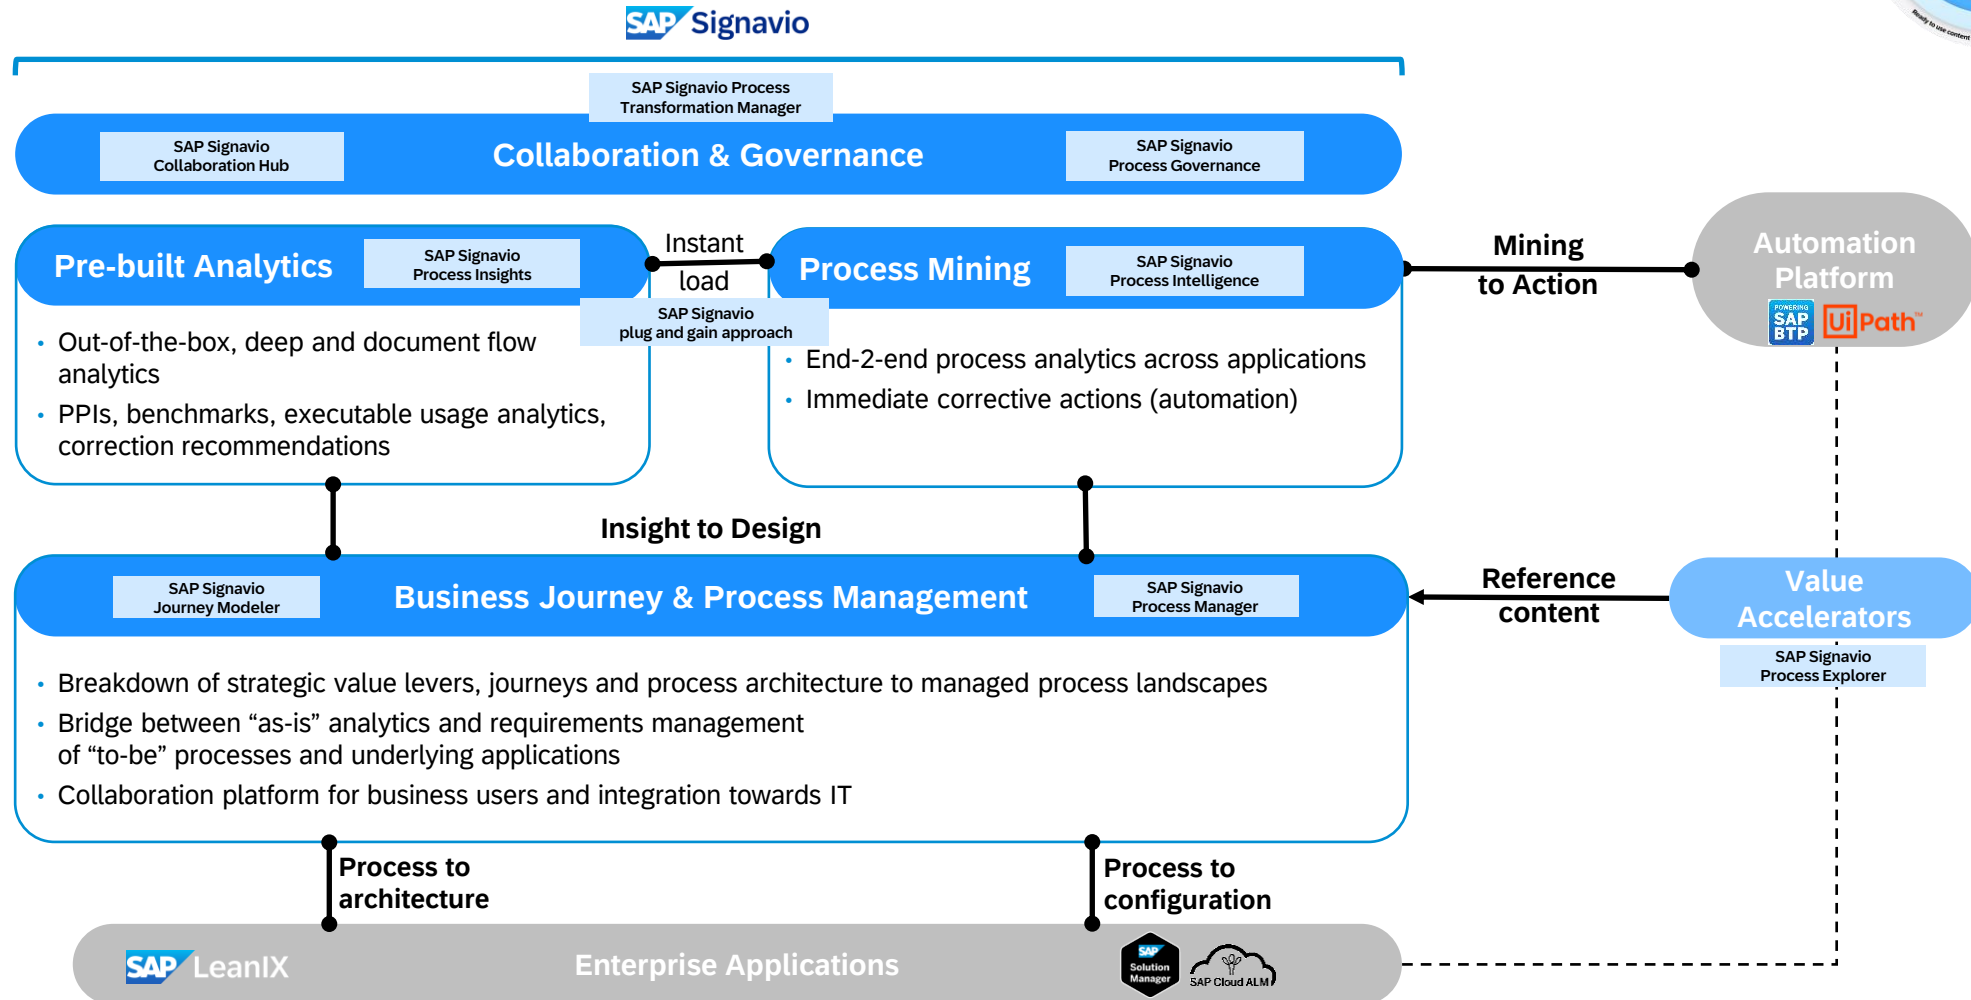 SAP Signavio
Ready to use content
SAP Signavio Process
Transformation Manager
SAP Signavio
Collaboration Hub
Collaboration & Governance
SAP Signavio
Process Governance
Pre-built Analytics
SAP Signavio
Process Insights
Instant
load
SAP Signavio
plug and gain approach
Process Mining
SAP Signavio
Process Intelligence
Mining
to Action
Automation
Platform
POWERING
SAP
BTP
UiPath™
• Out-of-the-box, deep and document flow
analytics
• PPIs, benchmarks, executable usage analytics,
correction recommendations
• End-2-end process analytics across applications
• Immediate corrective actions (automation)
Insight to Design
SAP Signavio
Journey Modeler
Business Journey & Process Management
SAP Signavio
Process Manager
Reference
content
Value
Accelerators
SAP Signavio
Process Explorer
• Breakdown of strategic value levers, journeys and process architecture to managed process landscapes
• Bridge between “as-is” analytics and requirements management
of “to-be” processes and underlying applications
• Collaboration platform for business users and integration towards IT
Process to
architecture
Process to
configuration
SAP LeanIX
Enterprise Applications
SAP
Solution
Manager
SAP Cloud ALM